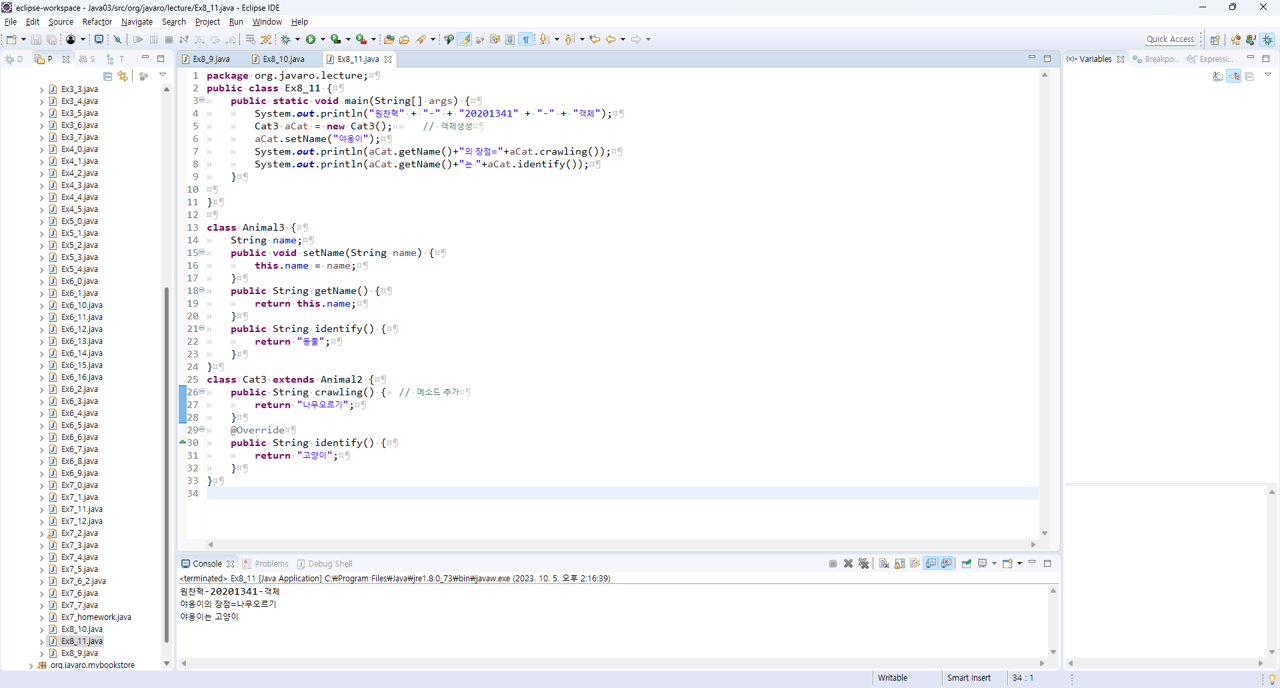 eclipse-workspace - Java03/src/org/javaro/lecture/Ex8_11.java - Eclipse IDE
File Edit Source Refactor Navigate Search Project Run Window Help
Quick Access
D P S T
Ex8_9.java Ex8_10.java Ex8_11.java
Variables Breakpo... Expressi...
Ex3_3.java
Ex3_4.java
Ex3_5.java
Ex3_6.java
Ex3_7.java
Ex4_0.java
Ex4_1.java
Ex4_2.java
Ex4_3.java
Ex4_4.java
Ex4_5.java
Ex5_0.java
Ex5_1.java
Ex5_2.java
Ex5_3.java
Ex5_4.java
Ex6_0.java
Ex6_1.java
Ex6_10.java
Ex6_11.java
Ex6_12.java
Ex6_13.java
Ex6_14.java
Ex6_15.java
Ex6_16.java
Ex6_2.java
Ex6_3.java
Ex6_4.java
Ex6_5.java
Ex6_6.java
Ex6_7.java
Ex6_8.java
Ex6_9.java
Ex7_0.java
Ex7_1.java
Ex7_11.java
Ex7_12.java
Ex7_2.java
Ex7_3.java
Ex7_4.java
Ex7_5.java
Ex7_6_2.java
Ex7_6.java
Ex7_7.java
Ex7_homework.java
Ex8_10.java
Ex8_11.java
Ex8_9.java
org.javaro.mybookstore
1 package org.javaro.lecture;
2 public class Ex8_11 {
3 public static void main(String[] args) {
4 System.out.println("원찬혁" + "-" + "20201341" + "-" + "객체");
5 Cat3 aCat = new Cat3(); // 객체생성
6 aCat.setName("야옹이");
7 System.out.println(aCat.getName()+"의 장점="+aCat.crawling());
8 System.out.println(aCat.getName()+"는 "+aCat.identify());
9 }
10
11 }
12
13 class Animal3 {
14 String name;
15 public void setName(String name) {
16 this.name = name;
17 }
18 public String getName() {
19 return this.name;
20 }
21 public String identify() {
22 return "동물";
23 }
24 }
25 class Cat3 extends Animal2 {
26 public String crawling() { // 메소드 추가
27 return "나무오르기";
28 }
29 @Override
30 public String identify() {
31 return "고양이";
32 }
33 }
34
Console Problems Debug Shell
<terminated> Ex8_11 [Java Application] C:₩Program Files₩Java₩jre1.8.0_73₩bin₩javaw.exe (2023. 10. 5. 오후 2:16:39)
원찬혁-20201341-객체
야옹이의 장점=나무오르기
야옹이는 고양이
Writable Smart Insert 34 : 1